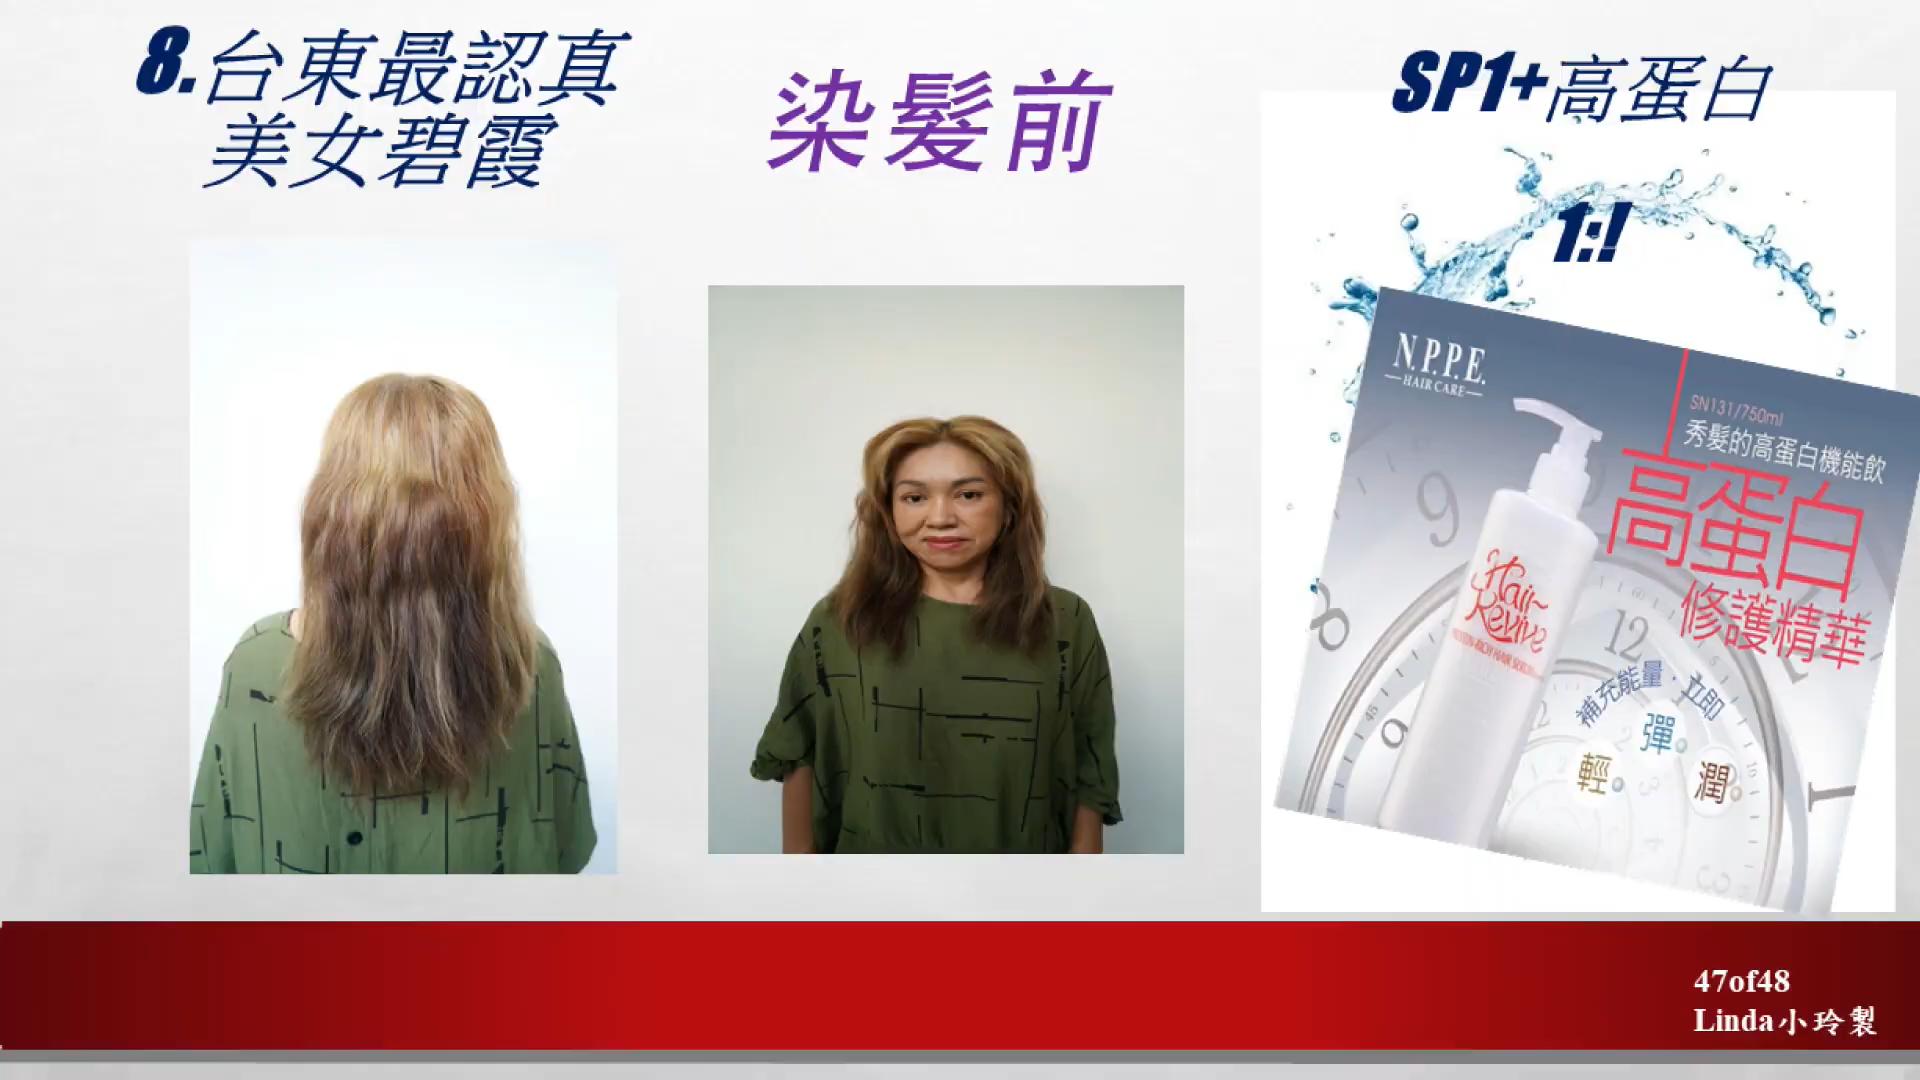 8.台東最認真
美女碧霞
染髮前
SP1+高蛋白
1:!
N.P.P.E.
HAIR CARE
SN131/750ml
秀髮的高蛋白機能飲
高蛋白
修護精華
Hair
Revive
補充能量·立即
彈
輕
潤
9
8
12
47of48
Linda小玲製